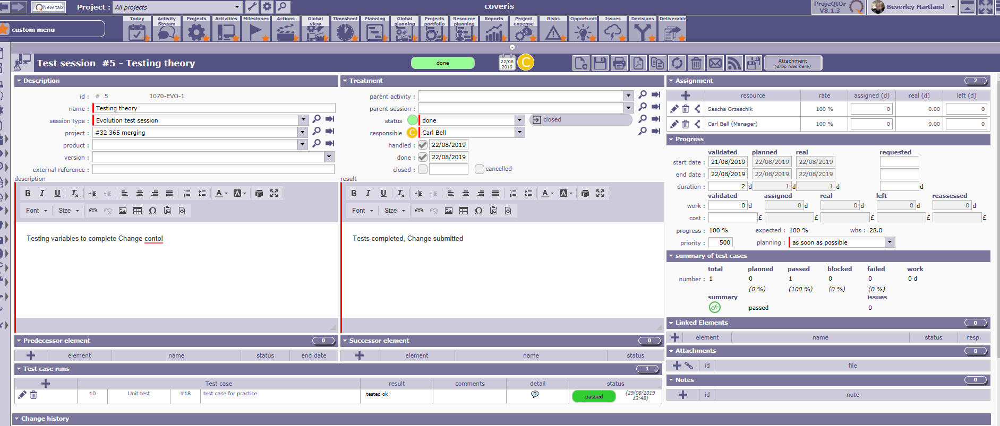 New tab
Project :
All projects
coveris
ProjeQtOr
V8.1.3
Beverley Hartland
custom menu
Today
Activity
Stream
Projects
Activities
Milestones
Actions
Global
view
Timesheet
Planning
Global
planning
Projects
portfolio
Resource
planning
Reports
Project
expense
Risks
Opportuniti
Issues
Decisions
Deliverable
Test session #5 - Testing theory
done
22/08
2019
C
Attachment
(drop files here)
Description
id : # 5 1070-EVO-1
name : Testing theory
session type : Evolution test session
project : #32 365 merging
product :
version :
external reference :
description
B I U Tx
A A
Font Size
Testing variables to complete Change contol
Treatment
parent activity :
parent session :
status done closed
responsible C Carl Bell
handled : 22/08/2019
done : 22/08/2019
closed : cancelled
result
B I U Tx
A A
Font Size
Tests completed, Change submitted
Predecessor element 0
element name status end date
Successor element 0
element name status
Test case runs 1
Test case result comments detail status
10 Unit test #18 test case for practice tested ok D passed (29/08/2019
13:48)
Change history
Assignment 2
resource rate assigned (d) real (d) left (d)
Sascha Grzeschik 100 % 0 0.00 0
Carl Bell (Manager) 100 % 0 0.00 0
Progress
validated planned real requested
start date : 21/08/2019 22/08/2019 22/08/2019
end date : 22/08/2019 22/08/2019 22/08/2019
duration : 2 d 1 d 1 d d
validated assigned real left reassessed
work : 0 d 0 d 0 d 0 d 0 d
cost : £ £ £ £ £
progress : 100 % expected : 100 % wbs : 28.0
priority : 500 planning : as soon as possible
summary of test cases
total planned passed blocked failed work
number : 1 0 1 0 0 0 d
(0 %) (100 %) (0 %) (0 %)
summary issues
OK passed 0
Linked Elements 0
element name status resp.
Attachments 0
id file
Notes 0
id note